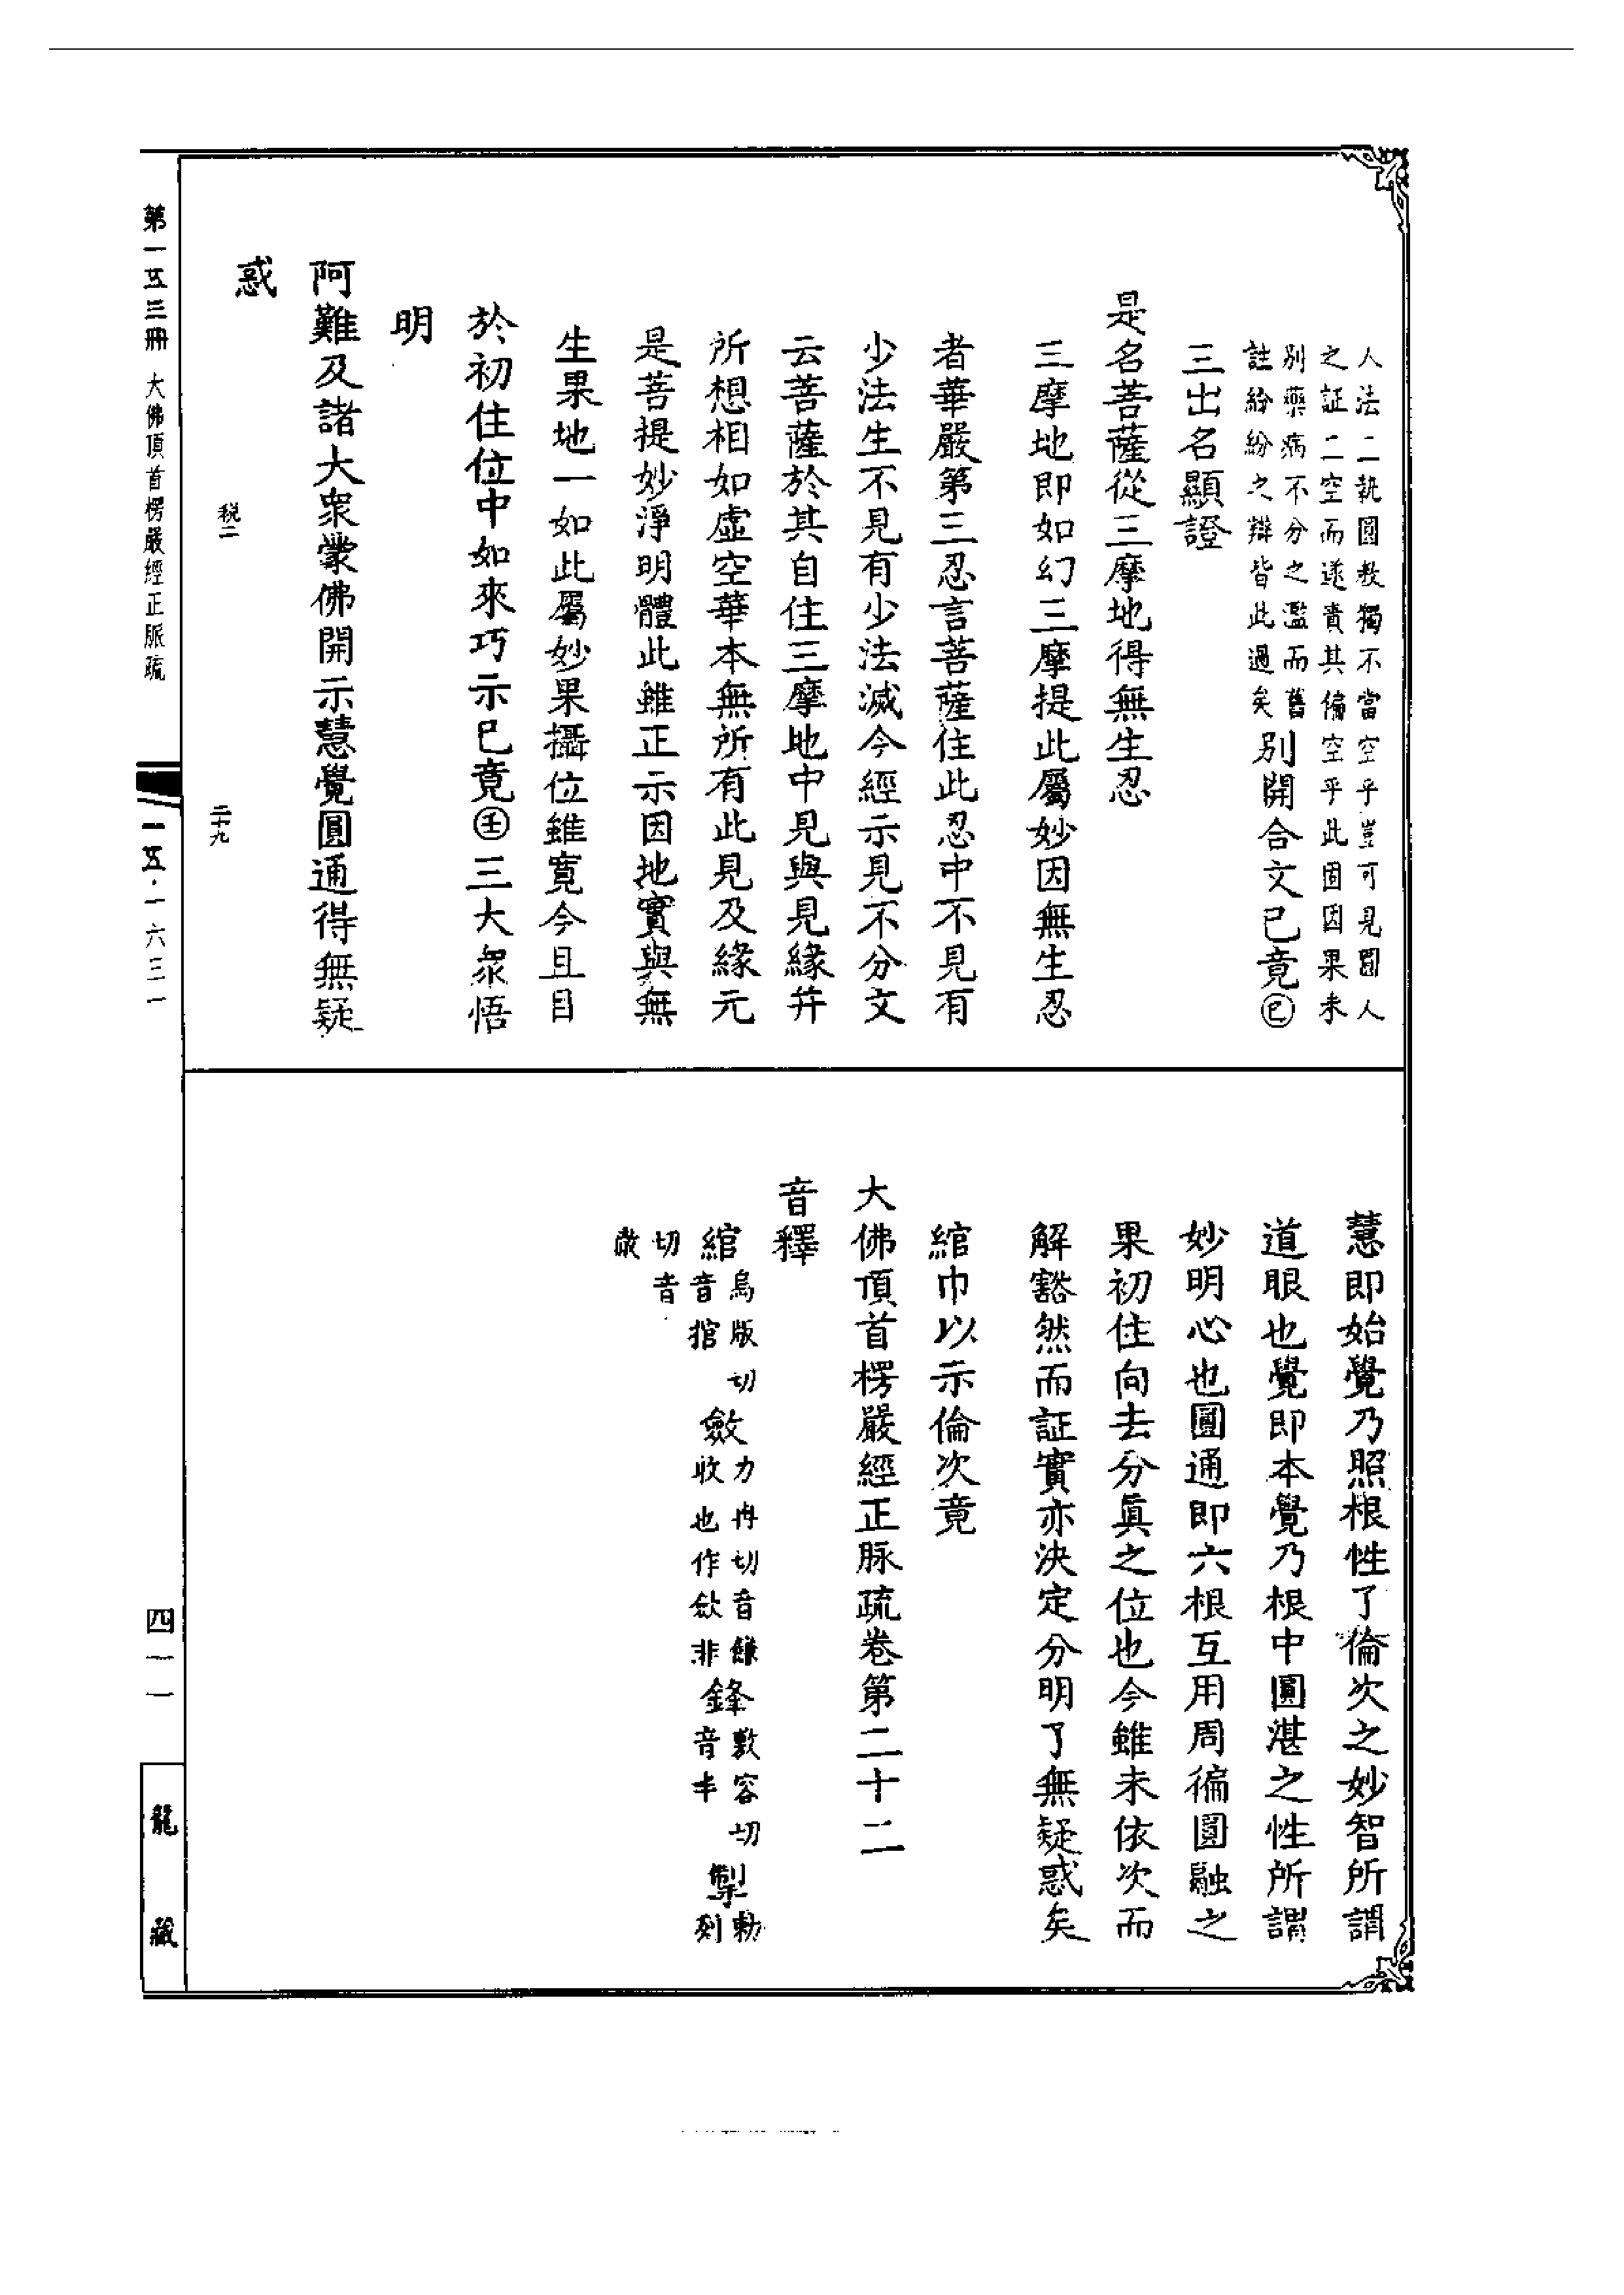 人法二執圓教獨不當空乎豈可見圓人
之証二空而遂責其偏空乎此固因果未
別藥病不分之濫而舊
註紛紛之辯皆此過矣
別開合文已竟㊁
三出名顯證
是名菩薩從三摩地得無生忍
三摩地即如幻三摩提此屬妙因無生忍
者華嚴第三忍言菩薩住此忍中不見有
少法生不見有少法滅今經示見不分文
云菩薩於其自住三摩地中見與見緣并
所想相如虛空華本無所有此見及緣元
是菩提妙淨明體此雖正示因地實與無
生果地一如此屬妙果攝位雖寬今且目
於初住位中如來巧示已竟㊂三大眾悟
明
阿難及諸大眾蒙佛開示慧覺圓通得無疑
惑
慧即始覺乃照根性了倫次之妙智所謂
道眼也覺即本覺乃根中圓湛之性所謂
妙明心也圓通即六根互用周徧圓融之
果初住向去分真之位也今雖未依次而
解豁然而証實亦決定分明了無疑惑矣
綰巾以示倫次竟
大佛頂首楞嚴經正脉疏卷第二十二
音釋
綰烏版切音捾斂力冉切音鐮收也作歛非鋒敷容切音丰掣勅列
切音
歲
稅二
二十九
第一五三冊 大佛頂首楞嚴經正脈疏
一五·一六三一
四一一
龍藏